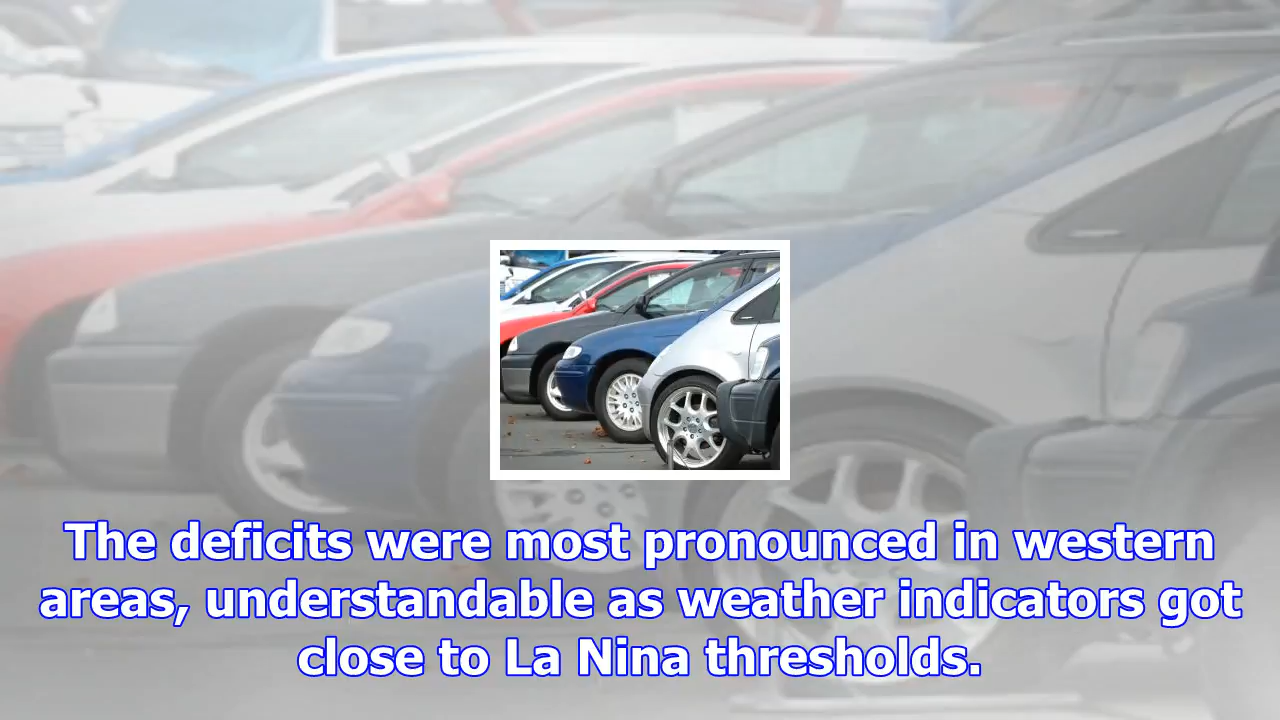 The deficits were most pronounced in western
areas, understandable as weather indicators got
close to La Nina thresholds.